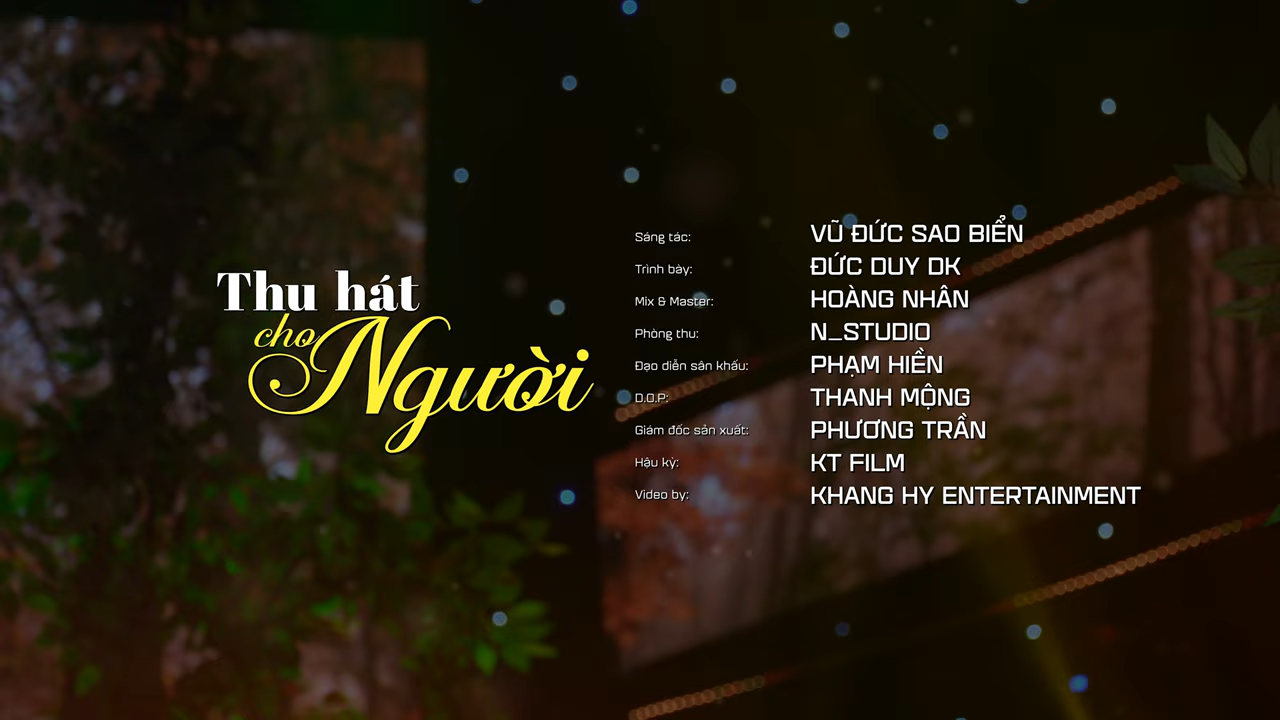 Thu hát
cho Người
Sáng tác: VŨ ĐỨC SAO BIỂN
Trình bày: ĐỨC DUY DK
Mix & Master: HOÀNG NHÂN
Phòng thu: N_STUDIO
Đạo diễn sân khấu: PHẠM HIỀN
D.O.P: THANH MỘNG
Giám đốc sản xuất: PHƯƠNG TRẦN
Hậu kỳ: KT FILM
Video by: KHANG HY ENTERTAINMENT